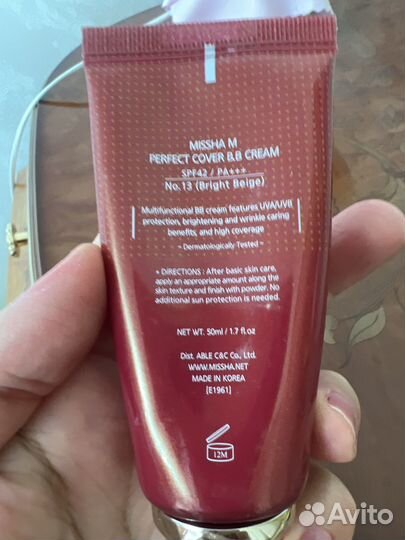 MISSHA M
PERFECT COVER B.B CREAM
SPF42 / PA+++
No.13 (Bright Beige)
Multifunctional BB cream features UVA/UVB
protection, brightening and wrinkle caring
benefits, and high coverage
~ Dermatologically Tested ~
• DIRECTIONS : After basic skin care,
apply an appropriate amount along the
skin texture and finish with powder. No
additional sun protection is needed.
NET WT. 50ml / 1.7 fl.oz
Dist. ABLE C&C Co., Ltd.
WWW.MISSHA.NET
MADE IN KOREA
[E1961]
12M
Avito